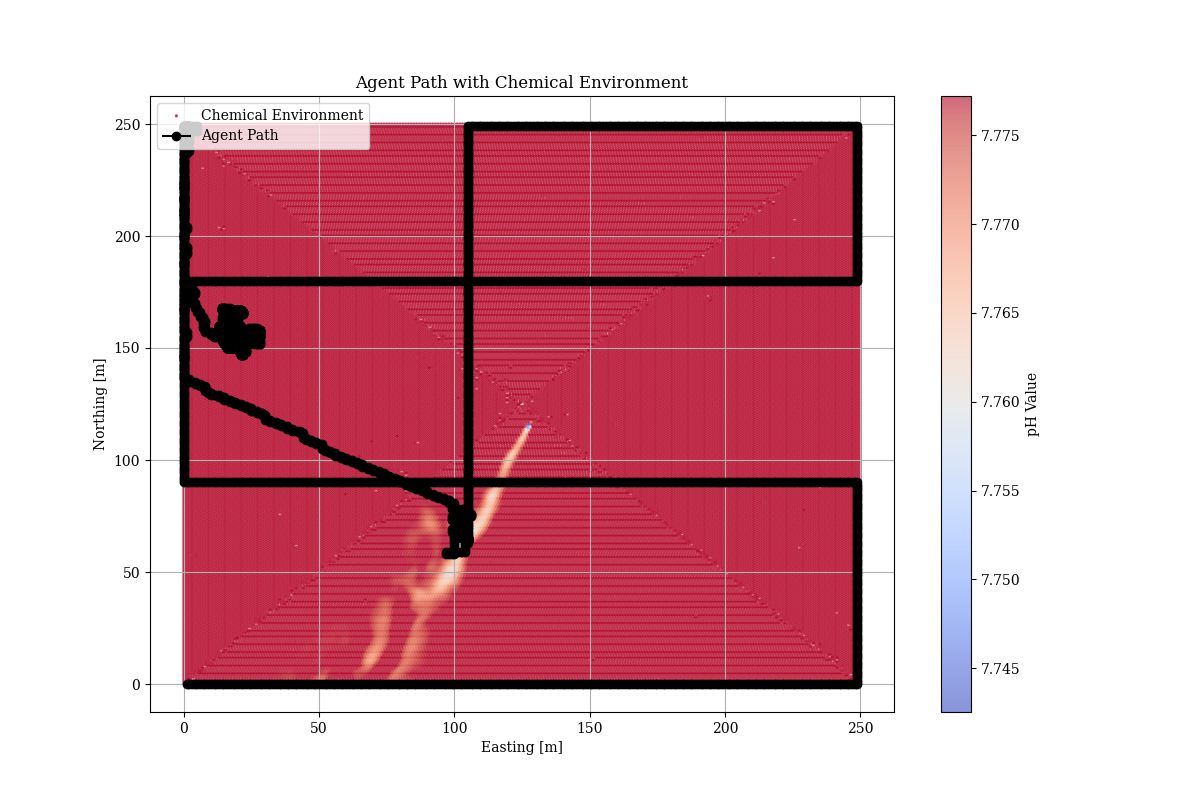 Agent Path with Chemical Environment
Chemical Environment
Agent Path
250
200
150
100
50
0
Northing [m]
0 50 100 150 200 250
Easting [m]
7.775
7.770
7.765
7.760
7.755
7.750
7.745
pH Value